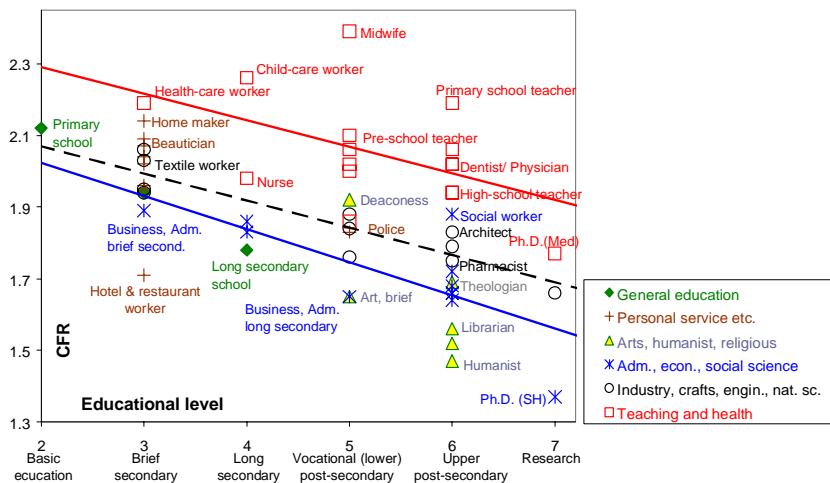 Midwife
2.3
Child-care worker
Health-care worker
Primary school teacher
Home maker
2.1
Primary
school
Beautician
Pre-school teacher
Textile worker
Dentist/ Physician
Nurse
High-school teacher
Deaconess
1.9
Business, Adm.
brief second.
Social worker
Police
Architect
Ph.D.(Med)
1.7
Long secondary
school
Pharmacist
Hotel & restaurant
worker
Business, Adm.
long secondary
Art, brief
Theologian
Librarian
1.5
Humanist
CFR
Ph.D. (SH)
Educational level
1.3
2 3 4 5 6 7
Basic Brief Long Vocational (lower) Upper Research
ecucation secondary secondary post-secondary post-secondary
General education
Personal service etc.
Arts, humanist, religious
Adm., econ., social science
Industry, crafts, engin., nat. sc.
Teaching and health